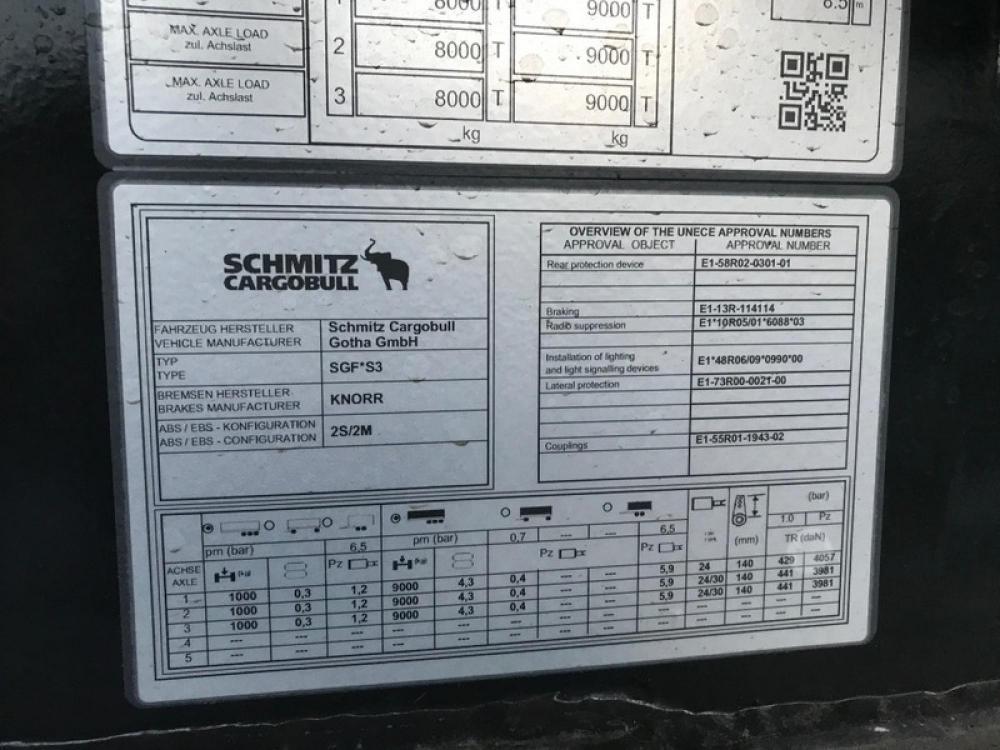 1 8000 T 9000 T 8.5 m
MAX. AXLE LOAD
zul. Achslast
2 8000 T 9000 T
MAX. AXLE LOAD
zul. Achslast
3 8000 T 9000 T
kg kg
SCHMITZ
CARGOBULL
FAHRZEUG HERSTELLER
VEHICLE MANUFACTURER
Schmitz Cargobull
Gotha GmbH
TYP
TYPE
SGF*S3
BREMSEN HERSTELLER
BRAKES MANUFACTURER
KNORR
ABS / EBS - KONFIGURATION
ABS / EBS - CONFIGURATION
2S/2M
OVERVIEW OF THE UNECE APPROVAL NUMBERS
APPROVAL OBJECT APPROVAL NUMBER
Rear protection device E1-58R02-0301-01
Braking E1-13R-114114
Radio suppression E1*10R05/01*6088*03
Installation of lighting
and light signalling devices
E1*48R06/09*0990*00
Lateral protection E1-73R00-0021-00
Couplings E1-55R01-1943-02
(bar)
1.0 Pz
pm (bar) 6,5 pm (bar) 0,7 --- --- 6,5 (mm) TR (daN)
ACHSE
AXLE
Pz Pz Pz
1 1000 0,3 1,2 9000 4,3 0,4 --- --- 5,9 24 140 429 4057
2 1000 0,3 1,2 9000 4,3 0,4 --- --- 5,9 24/30 140 441 3981
3 1000 0,3 1,2 9000 4,3 0,4 --- --- 5,9 24/30 140 441 3981
4 --- --- --- --- --- --- --- --- --- --- --- --- ---
5 --- --- --- --- --- --- --- --- --- --- --- --- ---